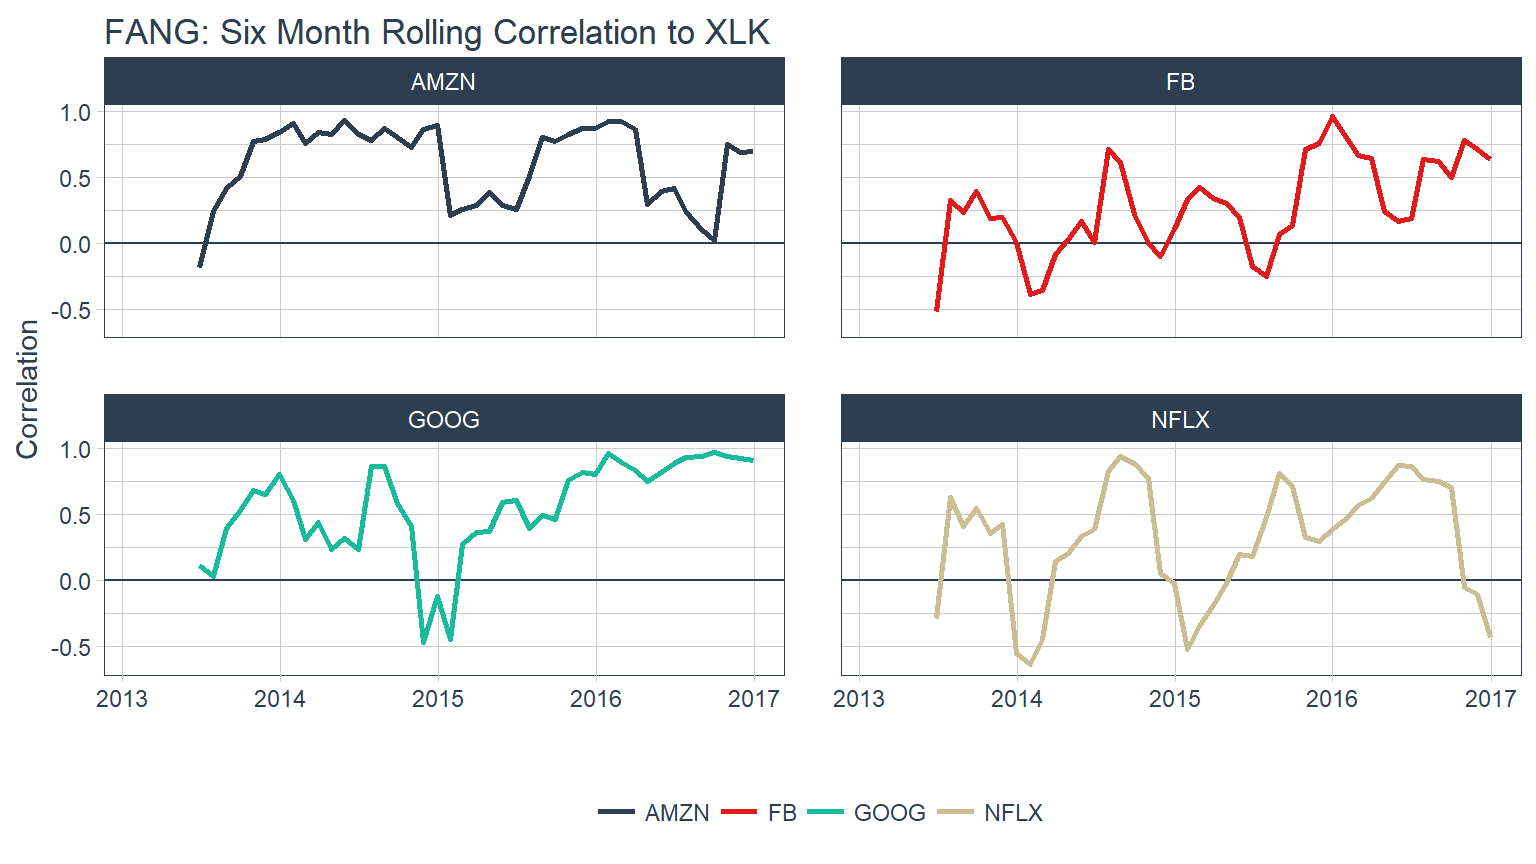 FANG: Six Month Rolling Correlation to XLK
AMZN
FB
1.0
0.5
0.0
-0.5
Correlation
GOOG
NFLX
1.0
0.5
0.0
-0.5
2013 2014 2015 2016 2017
2013 2014 2015 2016 2017
AMZN FB GOOG NFLX